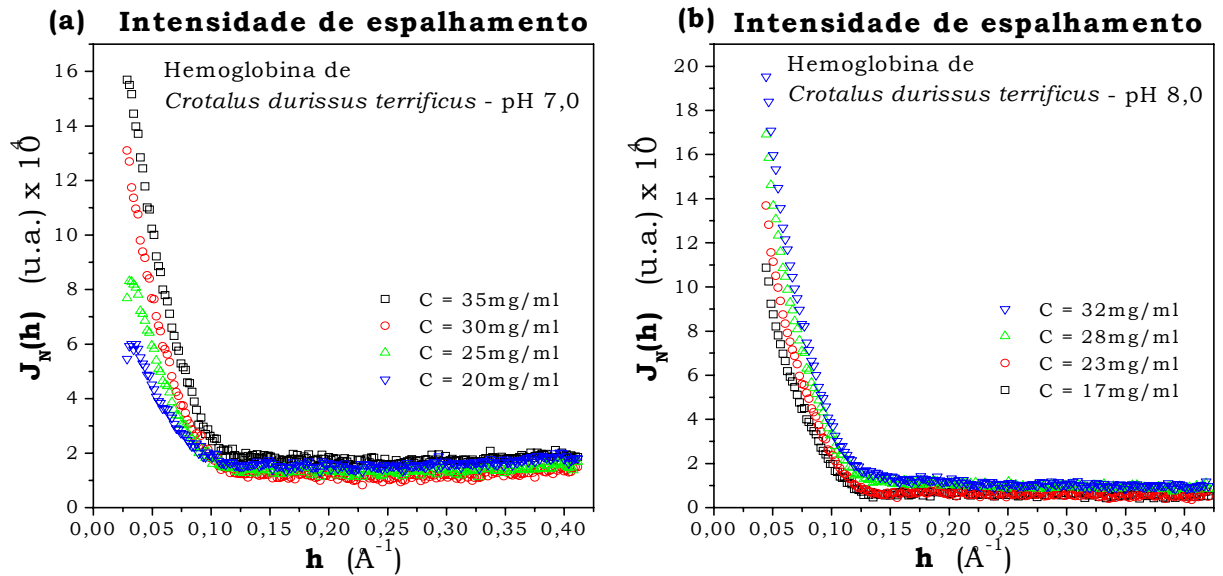 (a) Intensidade de espalhamento
Hemoglobina de
Crotalus durissus terrificus - pH 7,0
J_N(h) (u.a.) x 10^4
16
14
12
10
8
6
4
2
0
C = 35mg/ml
C = 30mg/ml
C = 25mg/ml
C = 20mg/ml
0,00 0,05 0,10 0,15 0,20 0,25 0,30 0,35 0,40
h (Å^-1)
(b) Intensidade de espalhamento
Hemoglobina de
Crotalus durissus terrificus - pH 8,0
J_N(h) (u.a.) x 10^4
20
18
16
14
12
10
8
6
4
2
0
C = 32mg/ml
C = 28mg/ml
C = 23mg/ml
C = 17mg/ml
0,00 0,05 0,10 0,15 0,20 0,25 0,30 0,35 0,40
h (Å^-1)